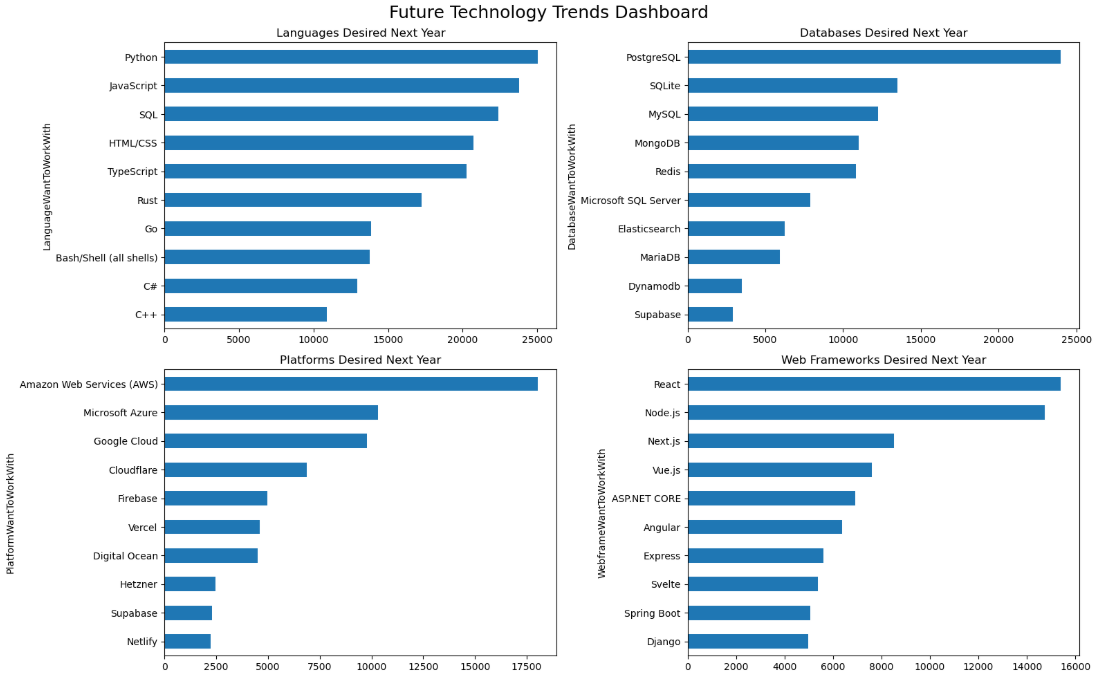 Future Technology Trends Dashboard
Languages Desired Next Year
LanguageWantToWorkWith
Python
JavaScript
SQL
HTML/CSS
TypeScript
Rust
Go
Bash/Shell (all shells)
C#
C++
0 5000 10000 15000 20000 25000
Databases Desired Next Year
DatabaseWantToWorkWith
PostgreSQL
SQLite
MySQL
MongoDB
Redis
Microsoft SQL Server
Elasticsearch
MariaDB
Dynamodb
Supabase
0 5000 10000 15000 20000 25000
Platforms Desired Next Year
PlatformWantToWorkWith
Amazon Web Services (AWS)
Microsoft Azure
Google Cloud
Cloudflare
Firebase
Vercel
Digital Ocean
Hetzner
Supabase
Netlify
0 2500 5000 7500 10000 12500 15000 17500
Web Frameworks Desired Next Year
WebframeWantToWorkWith
React
Node.js
Next.js
Vue.js
ASP.NET CORE
Angular
Express
Svelte
Spring Boot
Django
0 2000 4000 6000 8000 10000 12000 14000 16000